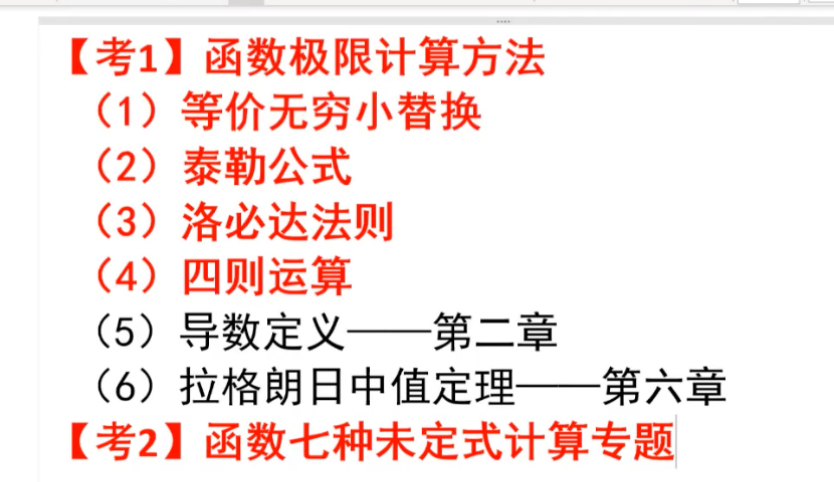 【考1】函数极限计算方法
（1）等价无穷小替换
（2）泰勒公式
（3）洛必达法则
（4）四则运算
（5）导数定义——第二章
（6）拉格朗日中值定理——第六章
【考2】函数七种未定式计算专题